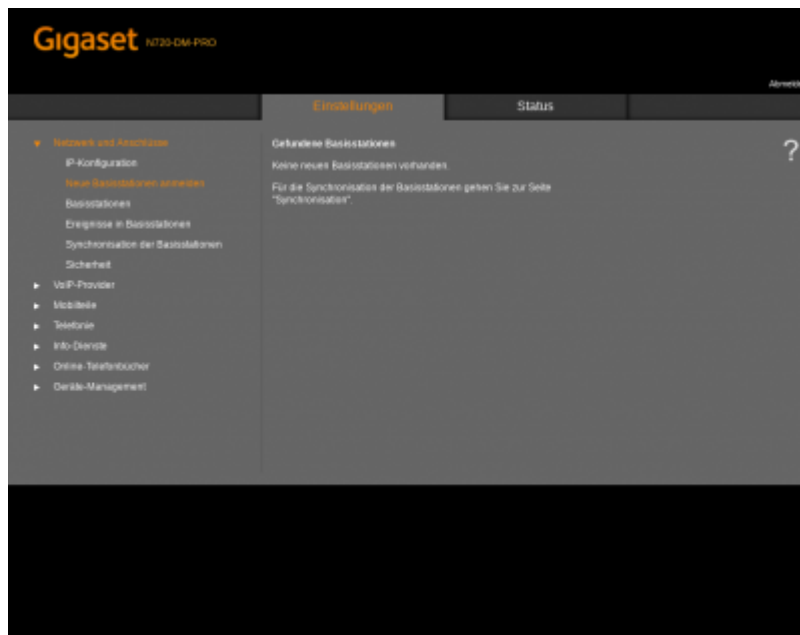 Gigaset N720-DM-PRO
Abmelde
Einstellungen
Status
Netzwerk und Anschlüsse
IP-Konfiguration
Neue Basisstationen anmelden
Basisstationen
Ereignisse in Basisstationen
Synchronisation der Basisstationen
Sicherheit
VoIP-Provider
Mobilteile
Telefonie
Info-Dienste
Online-Telefonbücher
Geräte-Management
Gefundene Basisstationen
Keine neuen Basisstationen vorhanden.
Für die Synchronisation der Basisstationen gehen Sie zur Seite
"Synchronisation".
?